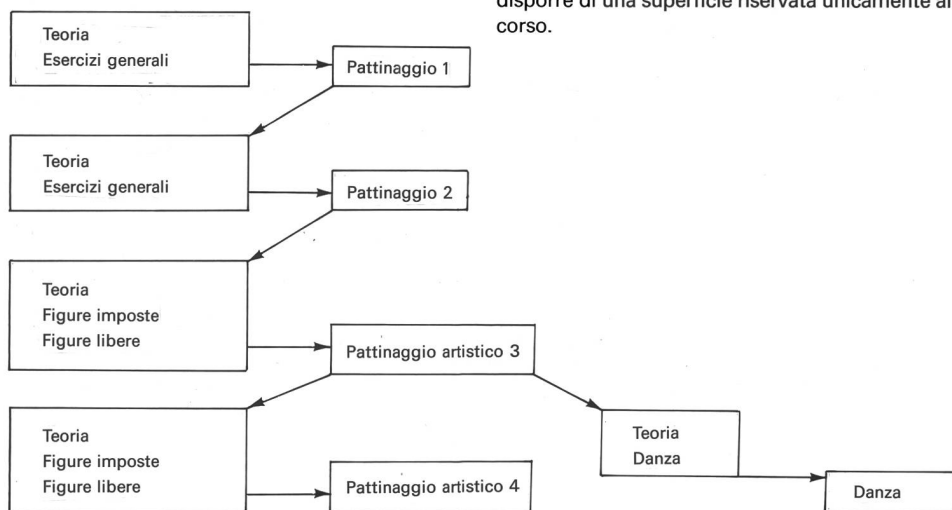 disporre di una superficie riservata unicamente al
corso.
Teoria
Esercizi generali
Pattinaggio 1
Teoria
Esercizi generali
Pattinaggio 2
Teoria
Figure imposte
Figure libere
Pattinaggio artistico 3
Teoria
Figure imposte
Figure libere
Pattinaggio artistico 4
Teoria
Danza
Danza